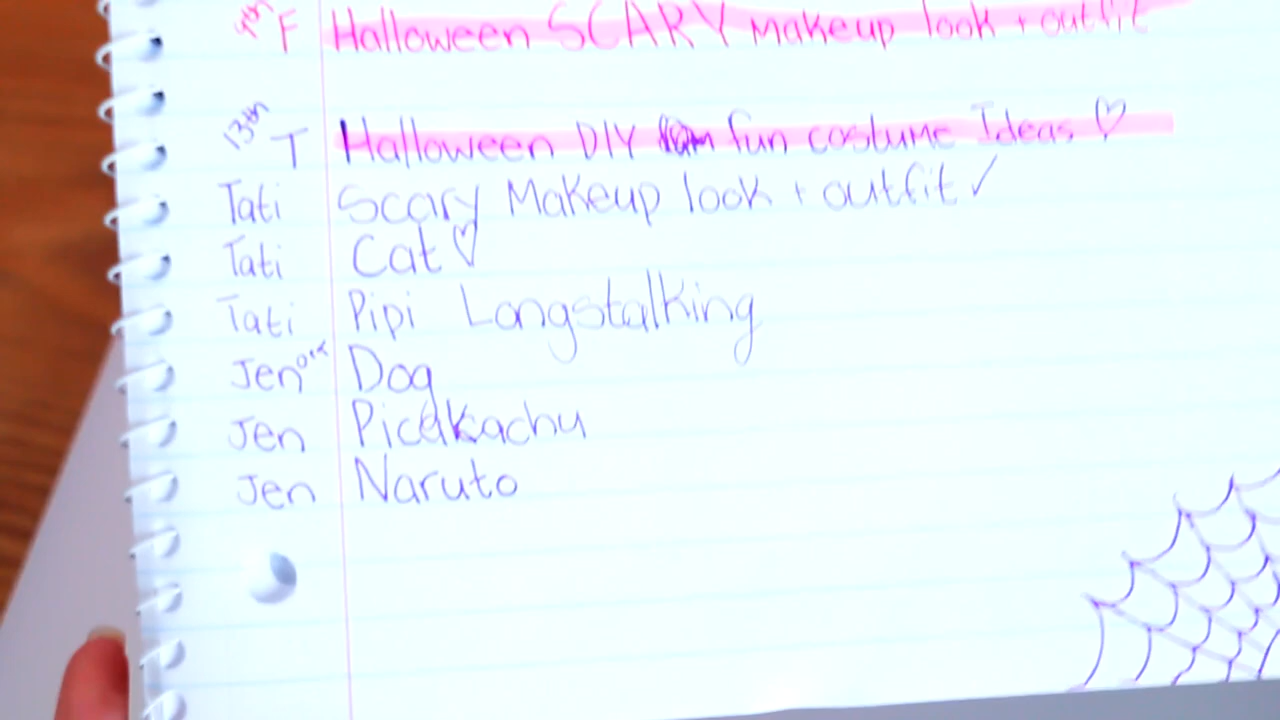 F Halloween SCARY Makeup look + outfit
13th T Halloween DIY fun costume Ideas ♡
Tati Scary Makeup look + outfit ✓
Tati Cat ♡
Tati Pipi Longstalking
Jen Dog
Jen Picakachu
Jen Naruto